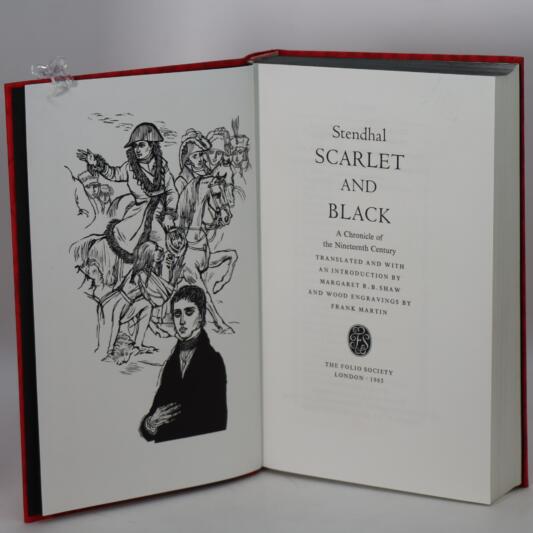 Stendhal
SCARLET
AND
BLACK
A Chronicle of
the Nineteenth Century
TRANSLATED AND WITH
AN INTRODUCTION BY
MARGARET R. B. SHAW
AND WOOD ENGRAVINGS BY
FRANK MARTIN
THE FOLIO SOCIETY
LONDON · 1965